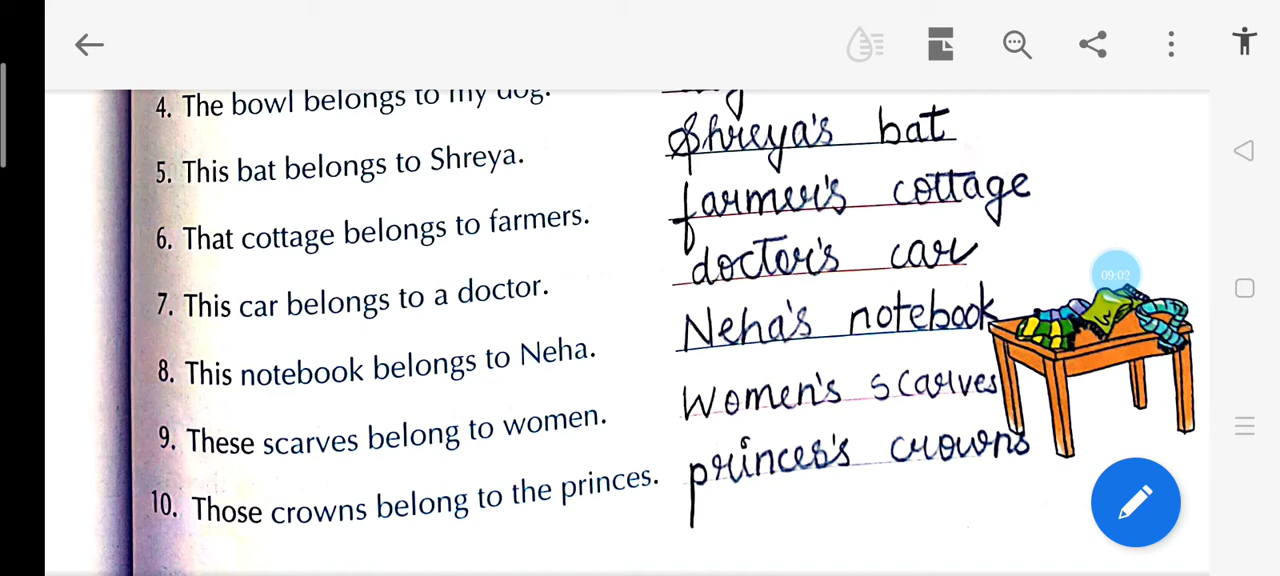 4. The bowl belongs to my dog.
5. This bat belongs to Shreya. Shreya's bat
6. That cottage belongs to farmers. farmer's cottage
7. This car belongs to a doctor. doctor's car
09:02
8. This notebook belongs to Neha. Neha's notebook
9. These scarves belong to women. Women's scarves
10. Those crowns belong to the princes. princes's crowns